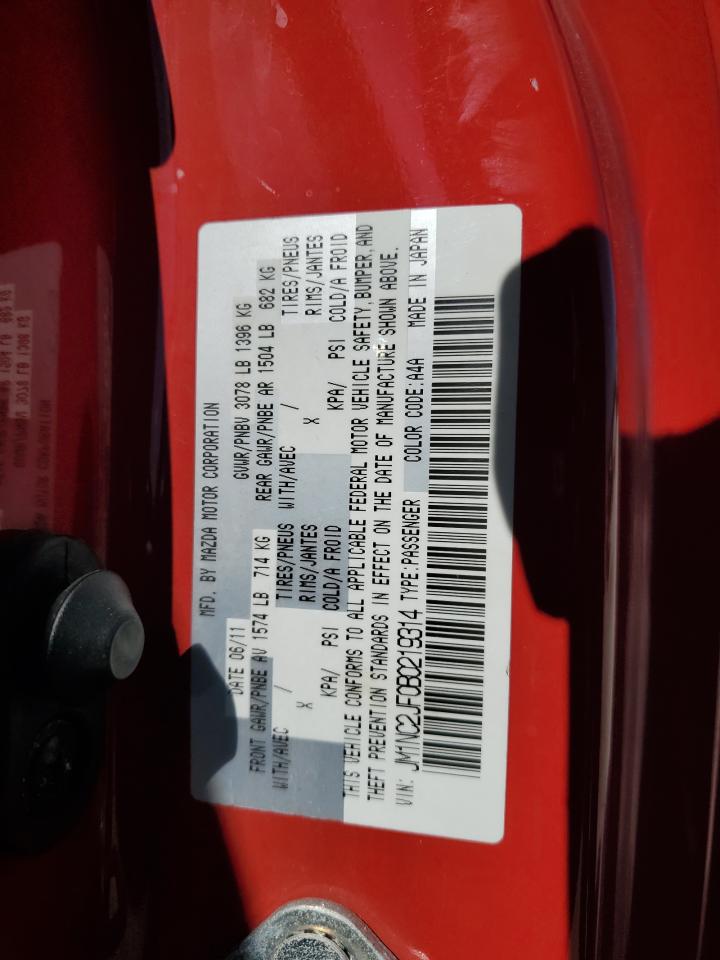 MFD. BY MAZDA MOTOR CORPORATION
DATE 06/11 GVWR/PNBV 3078 LB 1396 KG
FRONT GAWR/PNBE AV 1574 LB 714 KG REAR GAWR/PNBE AR 1504 LB 682 KG
WITH/AVEC / TIRES/PNEUS WITH/AVEC / TIRES/PNEUS
X RIMS/JANTES X RIMS/JANTES
KPA/ PSI COLD/A FROID KPA/ PSI COLD/A FROID
THIS VEHICLE CONFORMS TO ALL APPLICABLE FEDERAL MOTOR VEHICLE SAFETY, BUMPER, AND
THEFT PREVENTION STANDARDS IN EFFECT ON THE DATE OF MANUFACTURE SHOWN ABOVE.
VIN: JM1NC2JF0B0219314 TYPE:PASSENGER COLOR CODE:A4A MADE IN JAPAN